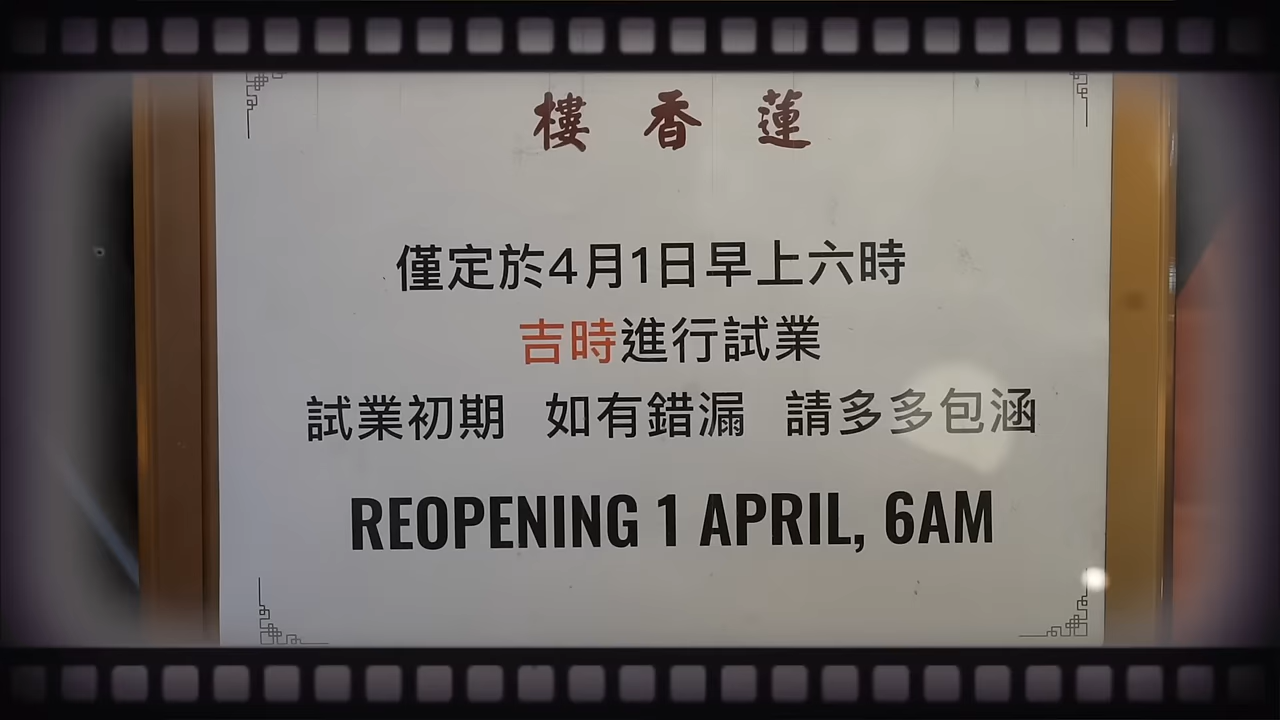 樓香蓮
僅定於4月1日早上六時
吉時進行試業
試業初期 如有錯漏 請多多包涵
REOPENING 1 APRIL, 6AM